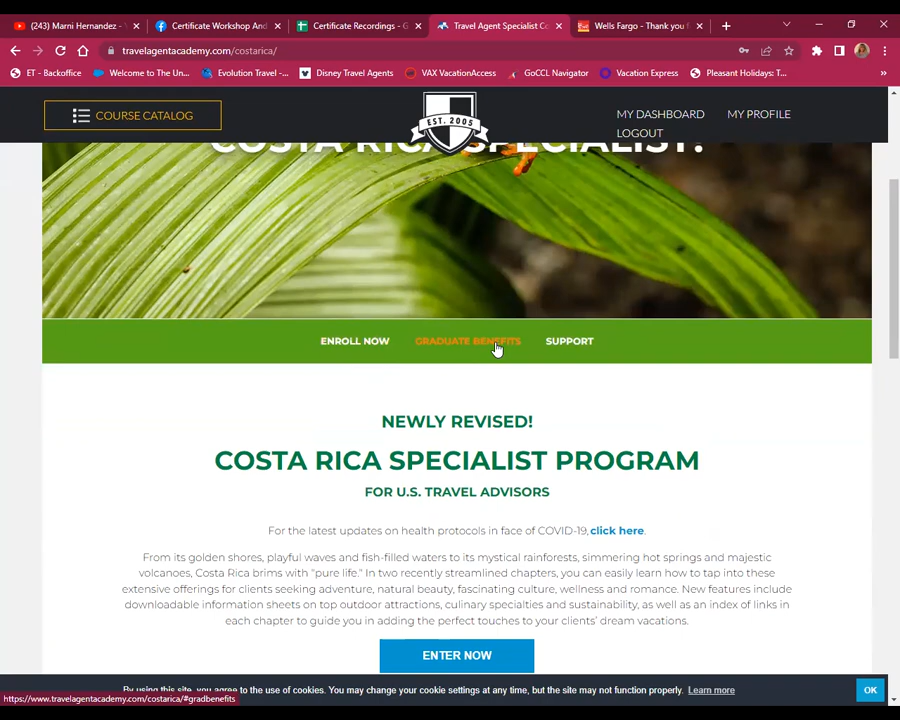 (243) Marni Hernandez -
Certificate Workshop And
Certificate Recordings - G
Travel Agent Specialist Co
Wells Fargo - Thank you f
travelagentacademy.com/costarica/
ET - Backoffice
Welcome to The Un...
Evolution Travel -...
Disney Travel Agents
VAX VacationAccess
GoCCL Navigator
Vacation Express
Pleasant Holidays: T...
COURSE CATALOG
EST. 2005
MY DASHBOARD MY PROFILE
LOGOUT
COSTA RICA SPECIALIST!
ENROLL NOW GRADUATE BENEFITS SUPPORT
NEWLY REVISED!
COSTA RICA SPECIALIST PROGRAM
FOR U.S. TRAVEL ADVISORS
For the latest updates on health protocols in face of COVID-19, click here.
From its golden shores, playful waves and fish-filled waters to its mystical rainforests, simmering hot springs and majestic
volcanoes, Costa Rica brims with "pure life." In two recently streamlined chapters, you can easily learn how to tap into these
extensive offerings for clients seeking adventure, natural beauty, fascinating culture, wellness and romance. New features include
downloadable information sheets on top outdoor attractions, culinary specialties and sustainability, as well as an index of links in
each chapter to guide you in adding the perfect touches to your clients' dream vacations.
ENTER NOW
By using this site, you agree to the use of cookies. You may change your cookie settings at any time, but the site may not function properly. Learn more
OK
https://www.travelagentacademy.com/costarica/#gradbenefits